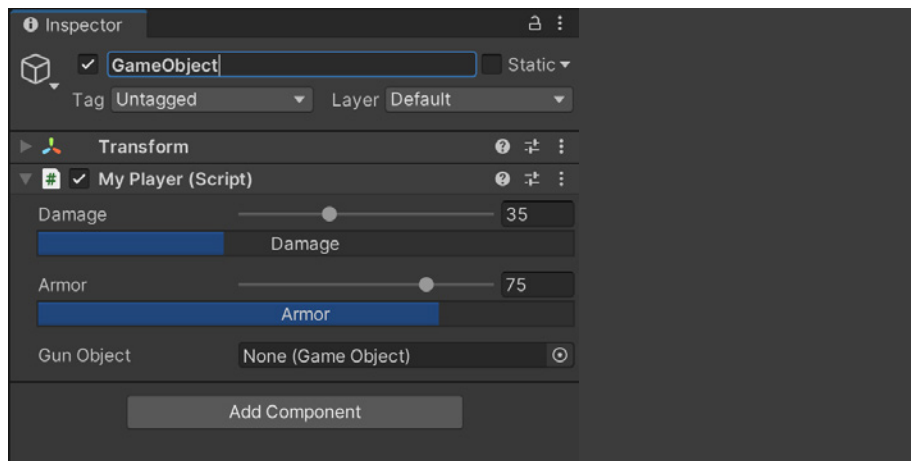 Inspector
GameObject Static
Tag Untagged Layer Default
Transform
# My Player (Script)
Damage 35
Damage
Armor 75
Armor
Gun Object None (Game Object)
Add Component